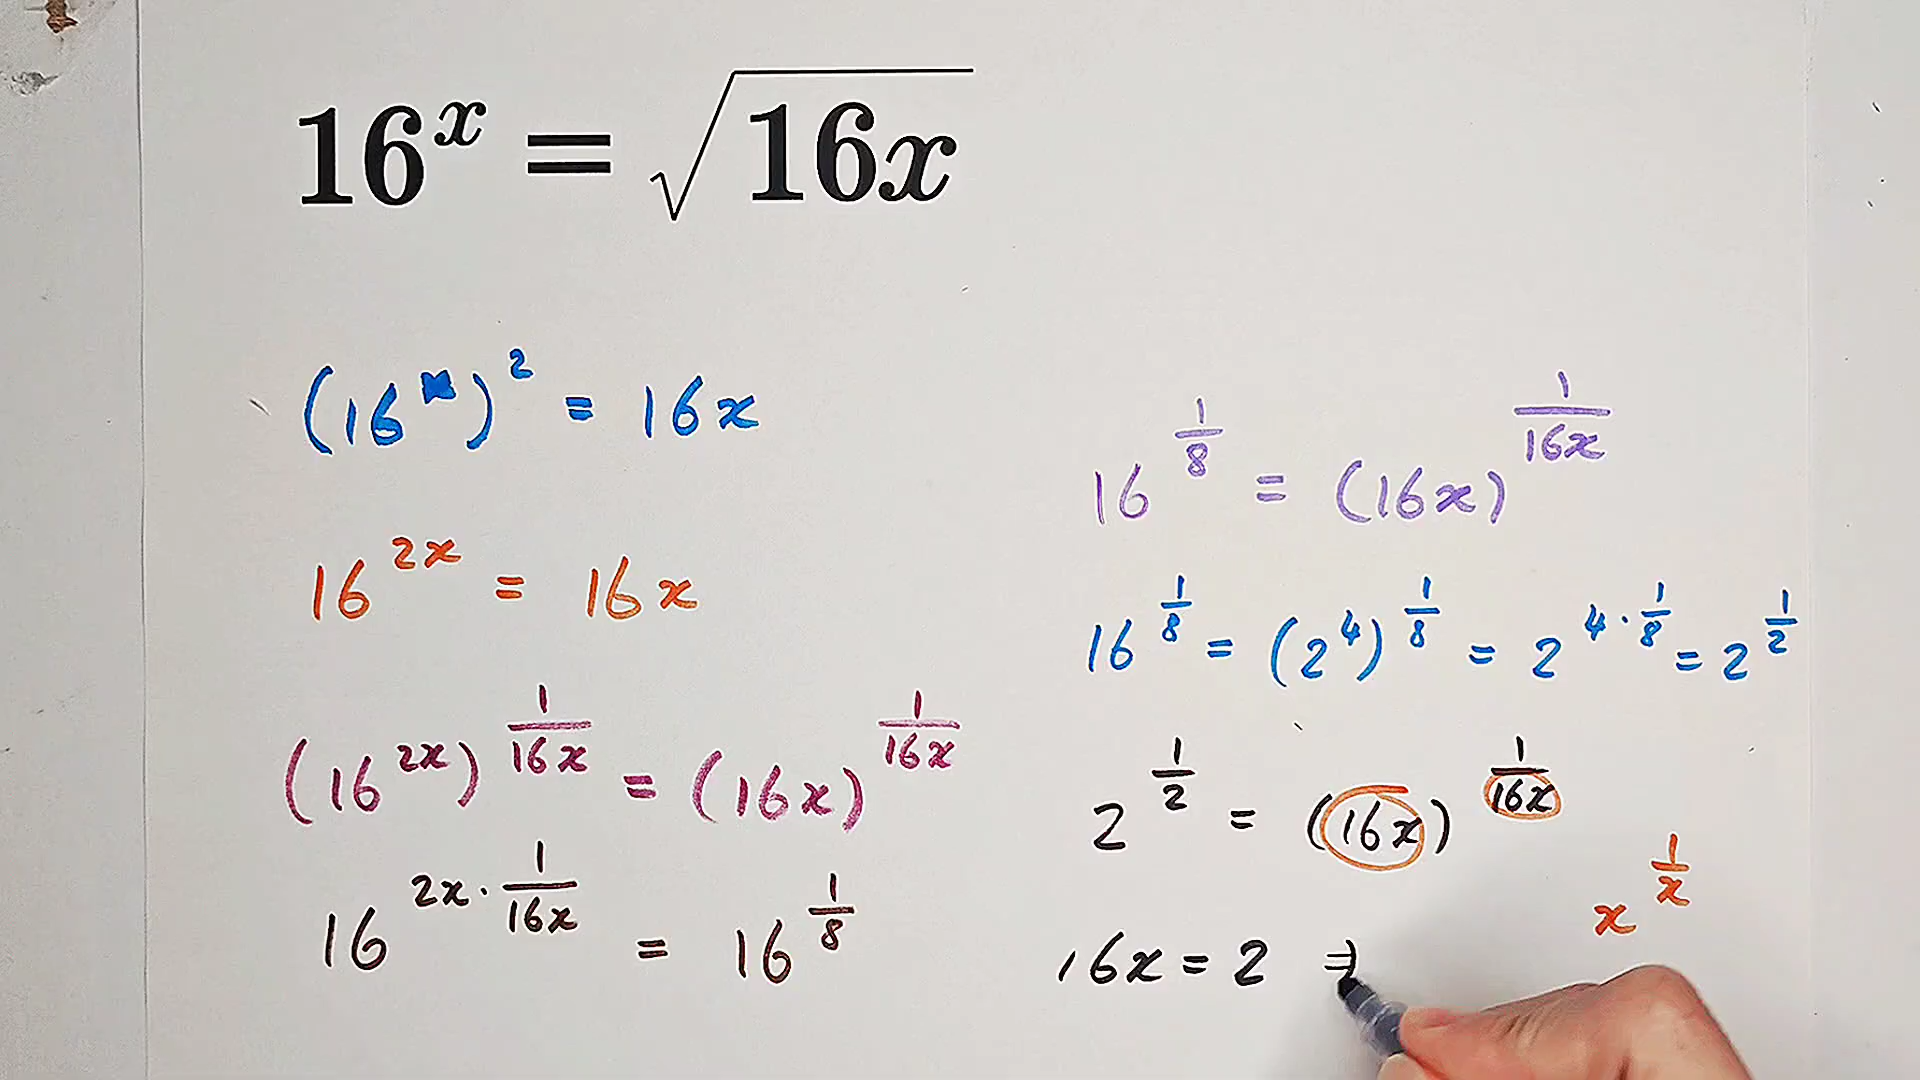 16^x = √(16x)
(16^x)^2 = 16x
16^(2x) = 16x
(16^(2x))^(1/(16x)) = (16x)^(1/(16x))
16^(2x · 1/(16x)) = 16^(1/8)
16^(1/8) = (16x)^(1/(16x))
16^(1/8) = (2^4)^(1/8) = 2^(4 · 1/8) = 2^(1/2)
2^(1/2) = (16x)^(1/(16x))
x^(1/x)
16x = 2 ⇒